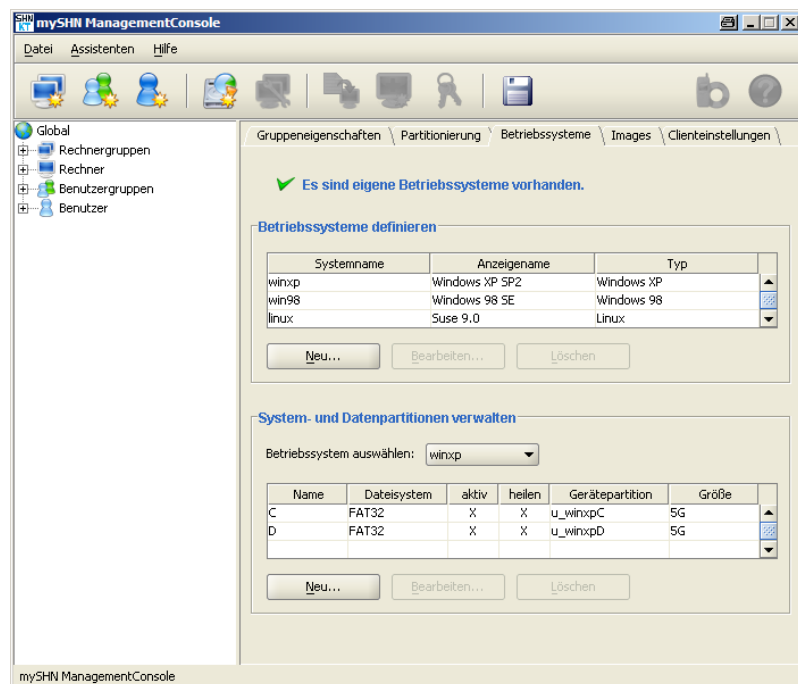 SHN KT mySHN ManagementConsole
Datei Assistenten Hilfe
Global
Rechnergruppen
Rechner
Benutzergruppen
Benutzer
Gruppeneigenschaften Partitionierung Betriebssysteme Images Clienteinstellungen
Es sind eigene Betriebssysteme vorhanden.
Betriebssysteme definieren
Systemname Anzeigename Typ
winxp Windows XP SP2 Windows XP
win98 Windows 98 SE Windows 98
linux Suse 9.0 Linux
Neu... Bearbeiten... Löschen
System- und Datenpartitionen verwalten
Betriebssystem auswählen: winxp
Name Dateisystem aktiv heilen Gerätepartition Größe
C FAT32 X X u_winxpC 5G
D FAT32 X X u_winxpD 5G
Neu... Bearbeiten... Löschen
mySHN ManagementConsole